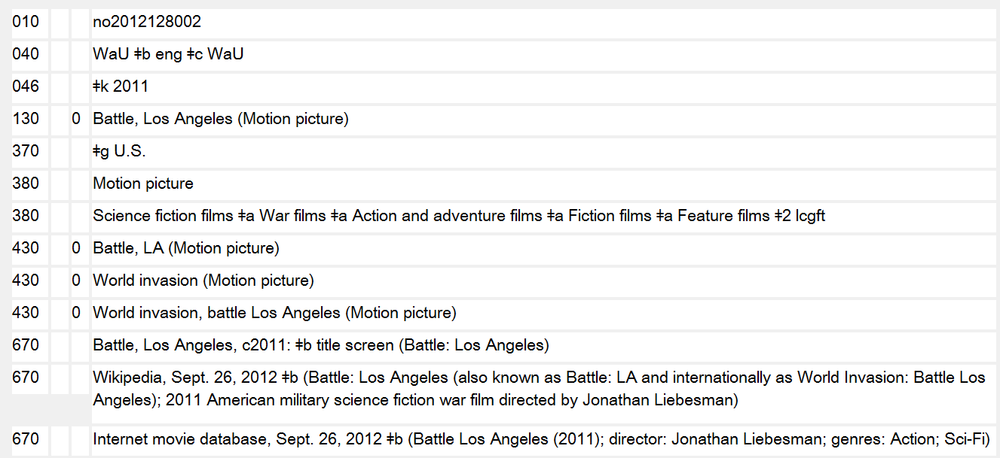 010 no2012128002
040 WaU ǂb eng ǂc WaU
046 ǂk 2011
130 0 Battle, Los Angeles (Motion picture)
370 ǂg U.S.
380 Motion picture
380 Science fiction films ǂa War films ǂa Action and adventure films ǂa Fiction films ǂa Feature films ǂ2 lcgft
430 0 Battle, LA (Motion picture)
430 0 World invasion (Motion picture)
430 0 World invasion, battle Los Angeles (Motion picture)
670 Battle, Los Angeles, c2011: ǂb title screen (Battle: Los Angeles)
670 Wikipedia, Sept. 26, 2012 ǂb (Battle: Los Angeles (also known as Battle: LA and internationally as World Invasion: Battle Los
Angeles); 2011 American military science fiction war film directed by Jonathan Liebesman)
670 Internet movie database, Sept. 26, 2012 ǂb (Battle Los Angeles (2011); director: Jonathan Liebesman; genres: Action; Sci-Fi)